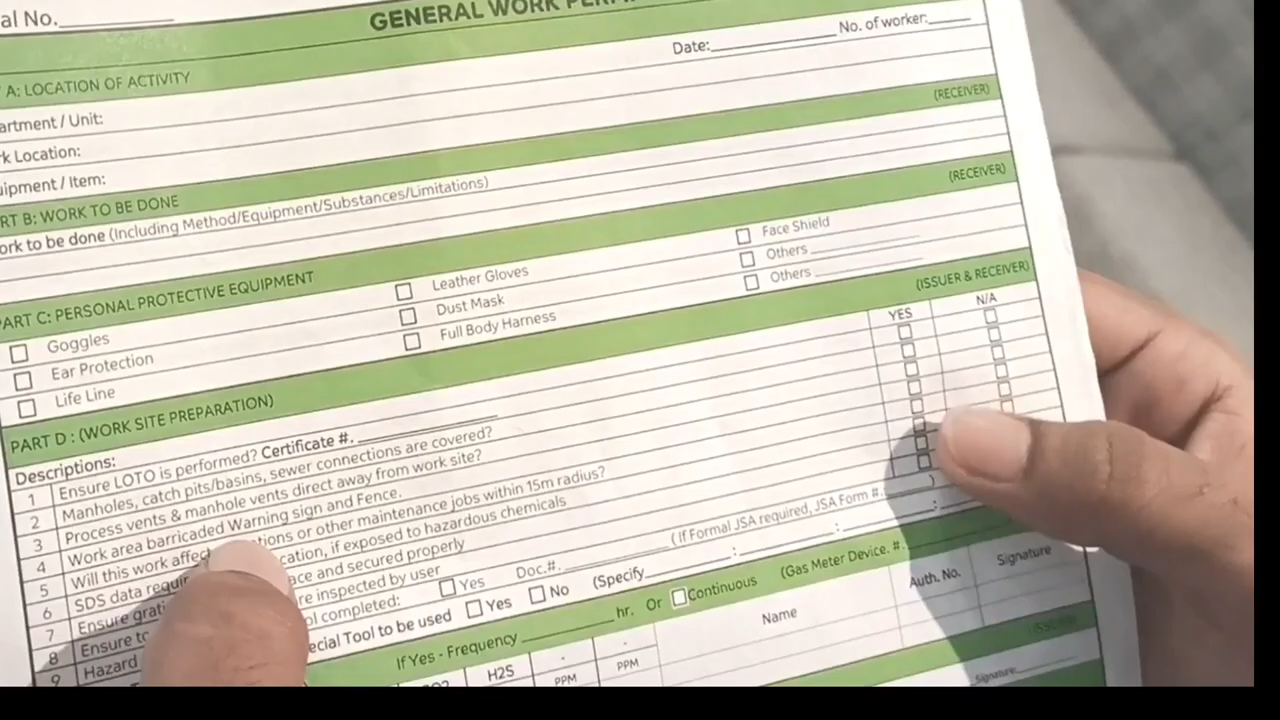 al No.
GENERAL WORK
Date: No. of worker:
A: LOCATION OF ACTIVITY
artment / Unit:
(RECEIVER)
k Location:
uipment / Item:
RT B: WORK TO BE DONE
(RECEIVER)
ork to be done (Including Method/Equipment/Substances/Limitations)
PART C: PERSONAL PROTECTIVE EQUIPMENT
(ISSUER & RECEIVER)
Goggles Leather Gloves Face Shield
Ear Protection Dust Mask Others
Life Line Full Body Harness Others
PART D : (WORK SITE PREPARATION)
Descriptions: YES N/A
1 Ensure LOTO is performed? Certificate #.
2 Manholes, catch pits/basins, sewer connections are covered?
3 Process vents & manhole vents direct away from work site?
4 Work area barricaded Warning sign and Fence.
5 Will this work affect tions or other maintenance jobs within 15m radius?
6 SDS data requir cation, if exposed to hazardous chemicals
7 Ensure grati ace and secured properly
8 Ensure to re inspected by user
9 Hazard ol completed: Yes Doc.#. ( If Formal JSA required, JSA Form #. )
ecial Tool to be used Yes No (Specify : : :
If Yes - Frequency hr. Or Continuous (Gas Meter Device. #.
H2S PPM PPM Name Auth. No. Signature
Signature: